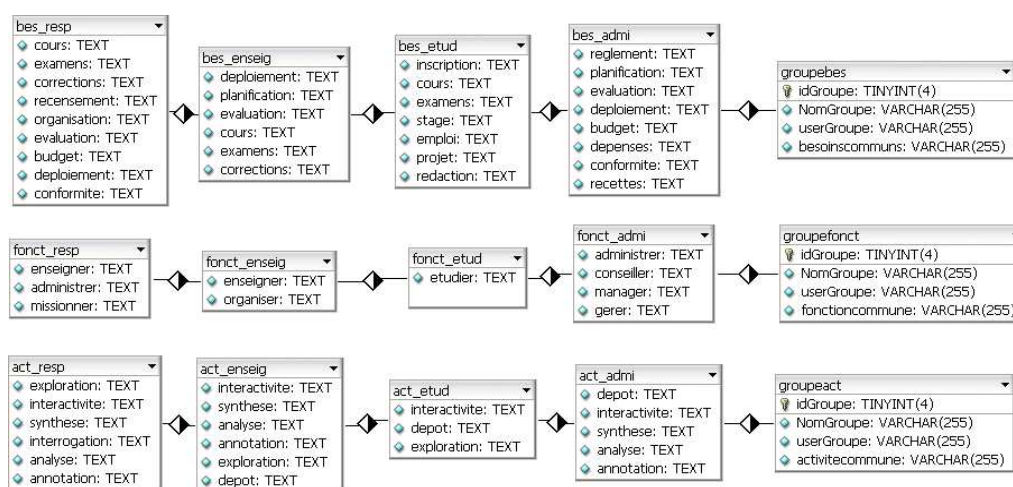 bes_resp
cours: TEXT
examens: TEXT
corrections: TEXT
recensement: TEXT
organisation: TEXT
evaluation: TEXT
budget: TEXT
deploiement: TEXT
conformite: TEXT
bes_enseig
deploiement: TEXT
planification: TEXT
evaluation: TEXT
cours: TEXT
examens: TEXT
corrections: TEXT
bes_etud
inscription: TEXT
cours: TEXT
examens: TEXT
stage: TEXT
emploi: TEXT
projet: TEXT
redaction: TEXT
bes_admi
reglement: TEXT
planification: TEXT
evaluation: TEXT
deploiement: TEXT
budget: TEXT
depenses: TEXT
conformite: TEXT
recettes: TEXT
groupebes
idGroupe: TINYINT(4)
NomGroupe: VARCHAR(255)
userGroupe: VARCHAR(255)
besoinscommuns: VARCHAR(255)
fonct_resp
enseigner: TEXT
administrer: TEXT
missionner: TEXT
fonct_enseig
enseigner: TEXT
organiser: TEXT
fonct_etud
etudier: TEXT
fonct_admi
administrer: TEXT
conseiller: TEXT
manager: TEXT
gerer: TEXT
groupefonct
idGroupe: TINYINT(4)
NomGroupe: VARCHAR(255)
userGroupe: VARCHAR(255)
fonctioncommune: VARCHAR(255)
act_resp
exploration: TEXT
interactivite: TEXT
synthese: TEXT
interrogation: TEXT
analyse: TEXT
annotation: TEXT
act_enseig
interactivite: TEXT
synthese: TEXT
analyse: TEXT
annotation: TEXT
exploration: TEXT
depot: TEXT
act_etud
interactivite: TEXT
depot: TEXT
exploration: TEXT
act_admi
depot: TEXT
interactivite: TEXT
synthese: TEXT
analyse: TEXT
annotation: TEXT
groupeact
idGroupe: TINYINT(4)
NomGroupe: VARCHAR(255)
userGroupe: VARCHAR(255)
activitecommune: VARCHAR(255)